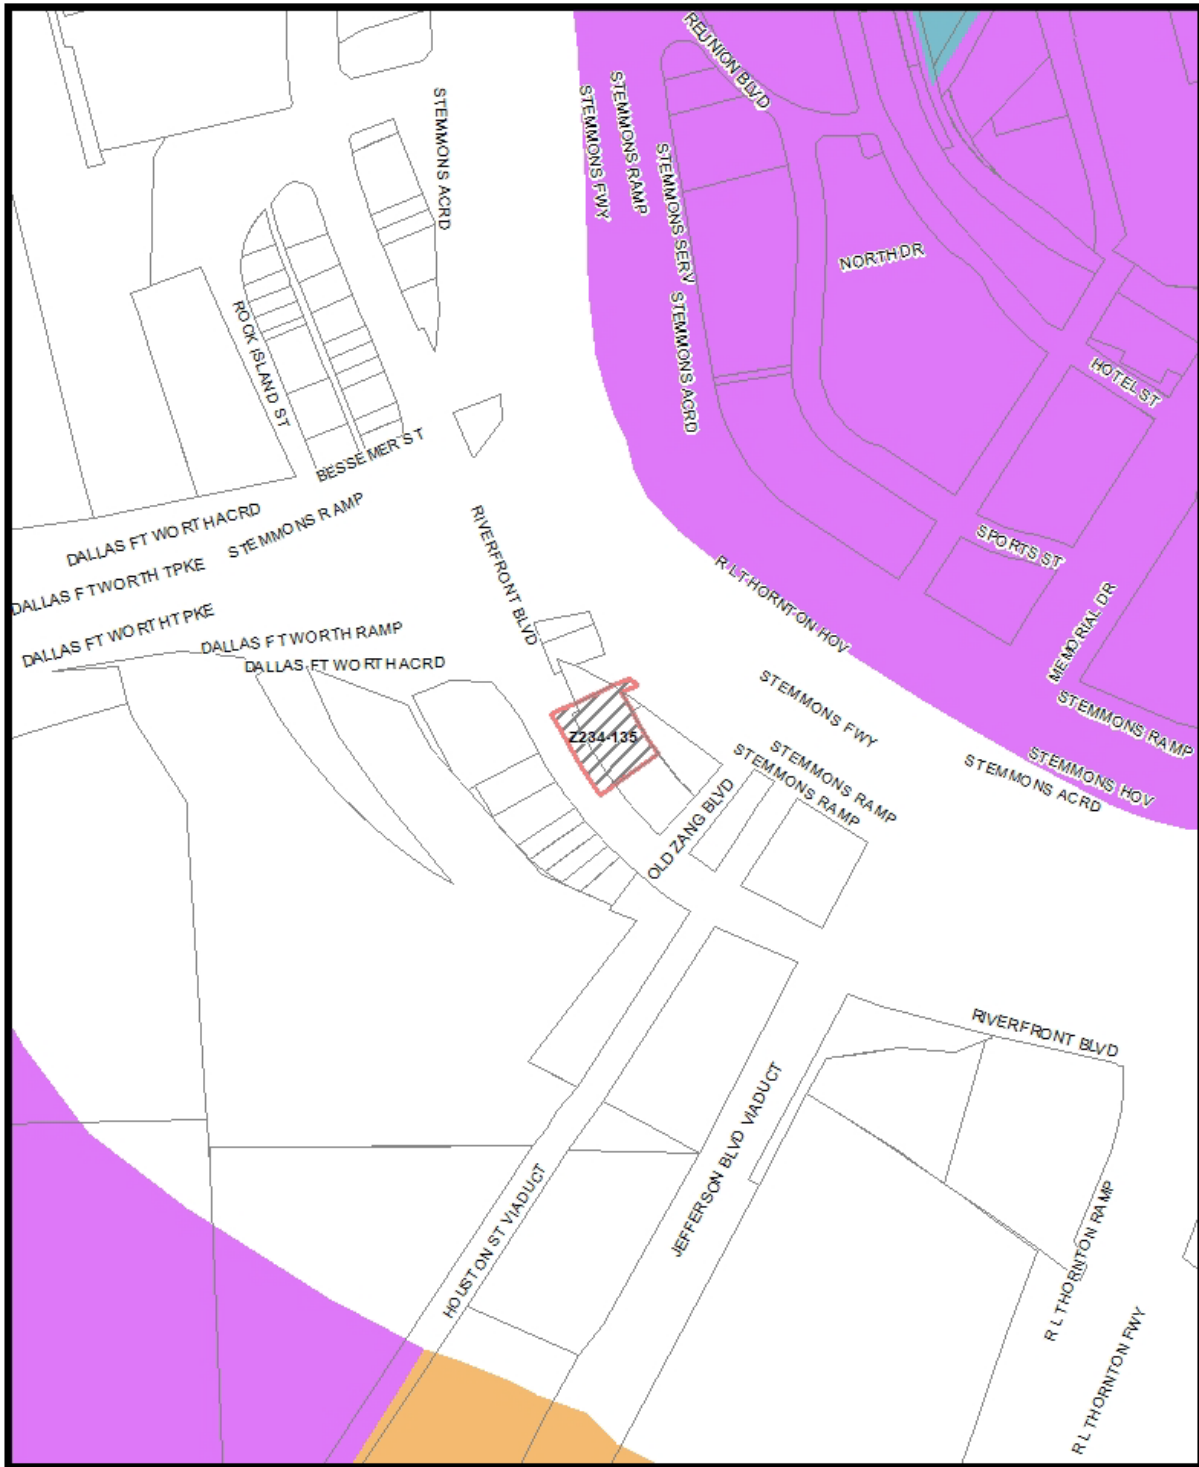 REUNION BLVD
STEMMONS ACRD
STEMMONS FWY
STEMMONS RAMP
STEMMONS SERV
NORTH DR
STEMMONS ACRD
ROCK ISLAND ST
HOTEL ST
BESSEMER ST
DALLAS FT WORTH ACRD
STEMMONS RAMP
RIVERFRONT BLVD
SPORTS ST
DALLAS FT WORTH TPKE
R L THORNTON HOV
MEMORIAL DR
DALLAS FT WORTH TPKE
DALLAS FT WORTH RAMP
DALLAS FT WORTH ACRD
STEMMONS FWY
STEMMONS RAMP
Z234-135
STEMMONS RAMP
STEMMONS RAMP
STEMMONS HOV
STEMMONS ACRD
OLD ZANG BLVD
RIVERFRONT BLVD
JEFFERSON BLVD VIADUCT
HOUSTON ST VIADUCT
R L THORNTON RAMP
R L THORNTON FWY